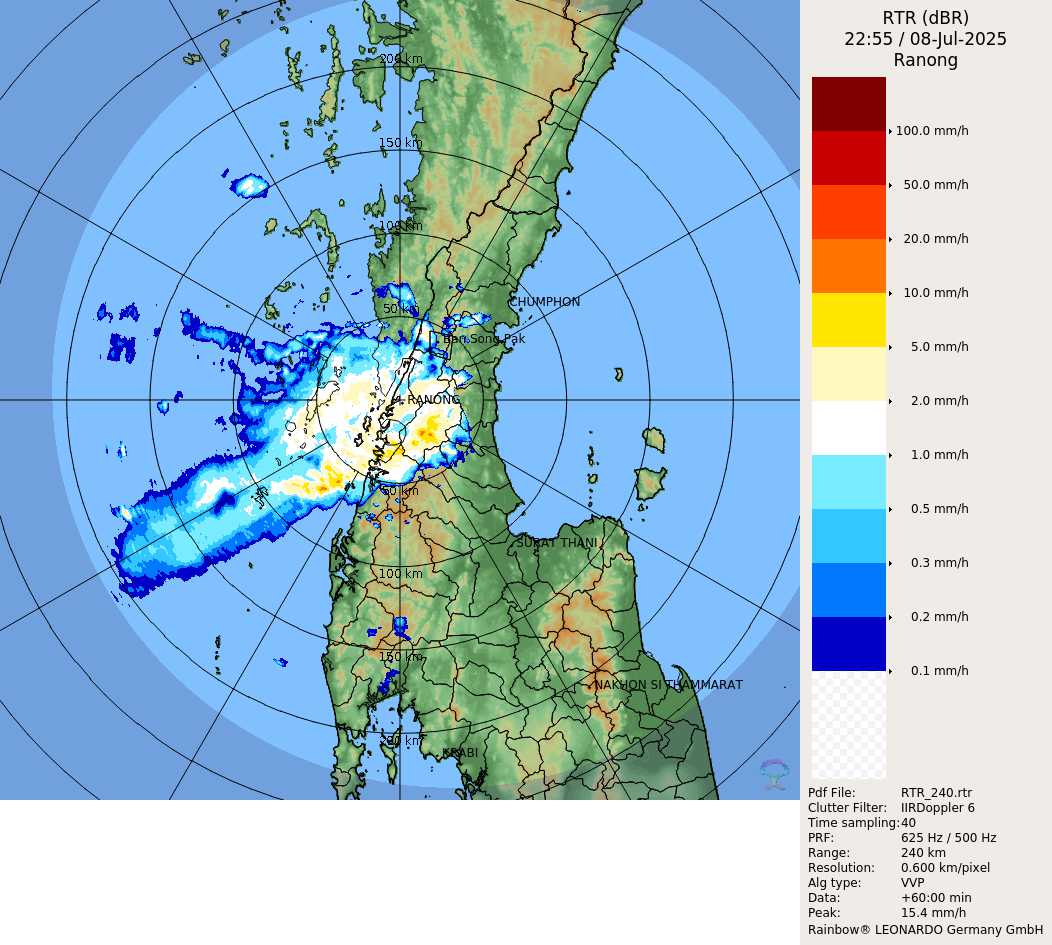 RTR (dBR)
22:55 / 08-Jul-2025
Ranong
100.0 mm/h
50.0 mm/h
20.0 mm/h
10.0 mm/h
5.0 mm/h
2.0 mm/h
1.0 mm/h
0.5 mm/h
0.3 mm/h
0.2 mm/h
0.1 mm/h
200 km
150 km
100 km
50 km
CHUMPHON
Ban Song Pak
RANONG
50 km
SURAT THANI
100 km
150 km
NAKHON SI THAMMARAT
200 km
KRABI
Pdf File: RTR_240.rtr
Clutter Filter: IIRDoppler 6
Time sampling: 40
PRF: 625 Hz / 500 Hz
Range: 240 km
Resolution: 0.600 km/pixel
Alg type: VVP
Data: +60:00 min
Peak: 15.4 mm/h
Rainbow® LEONARDO Germany GmbH